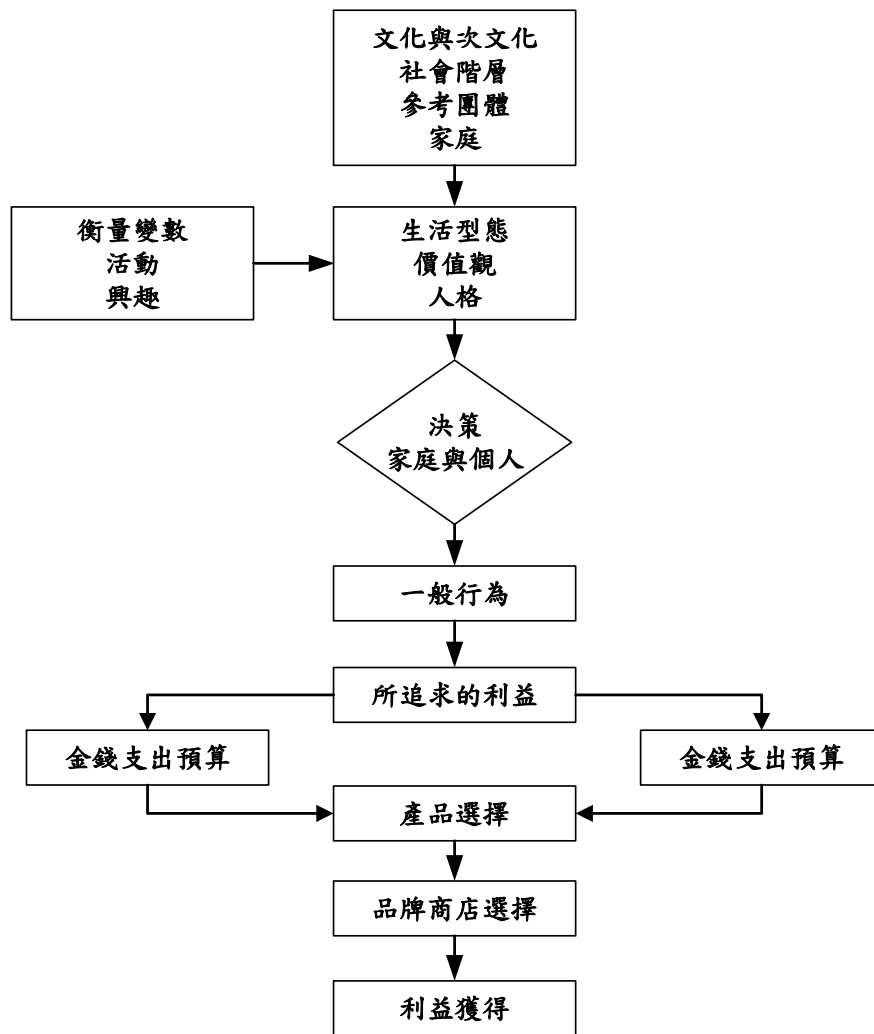 文化與次文化
社會階層
參考團體
家庭
衡量變數
活動
興趣
生活型態
價值觀
人格
決策
家庭與個人
一般行為
所追求的利益
金錢支出預算
金錢支出預算
產品選擇
品牌商店選擇
利益獲得